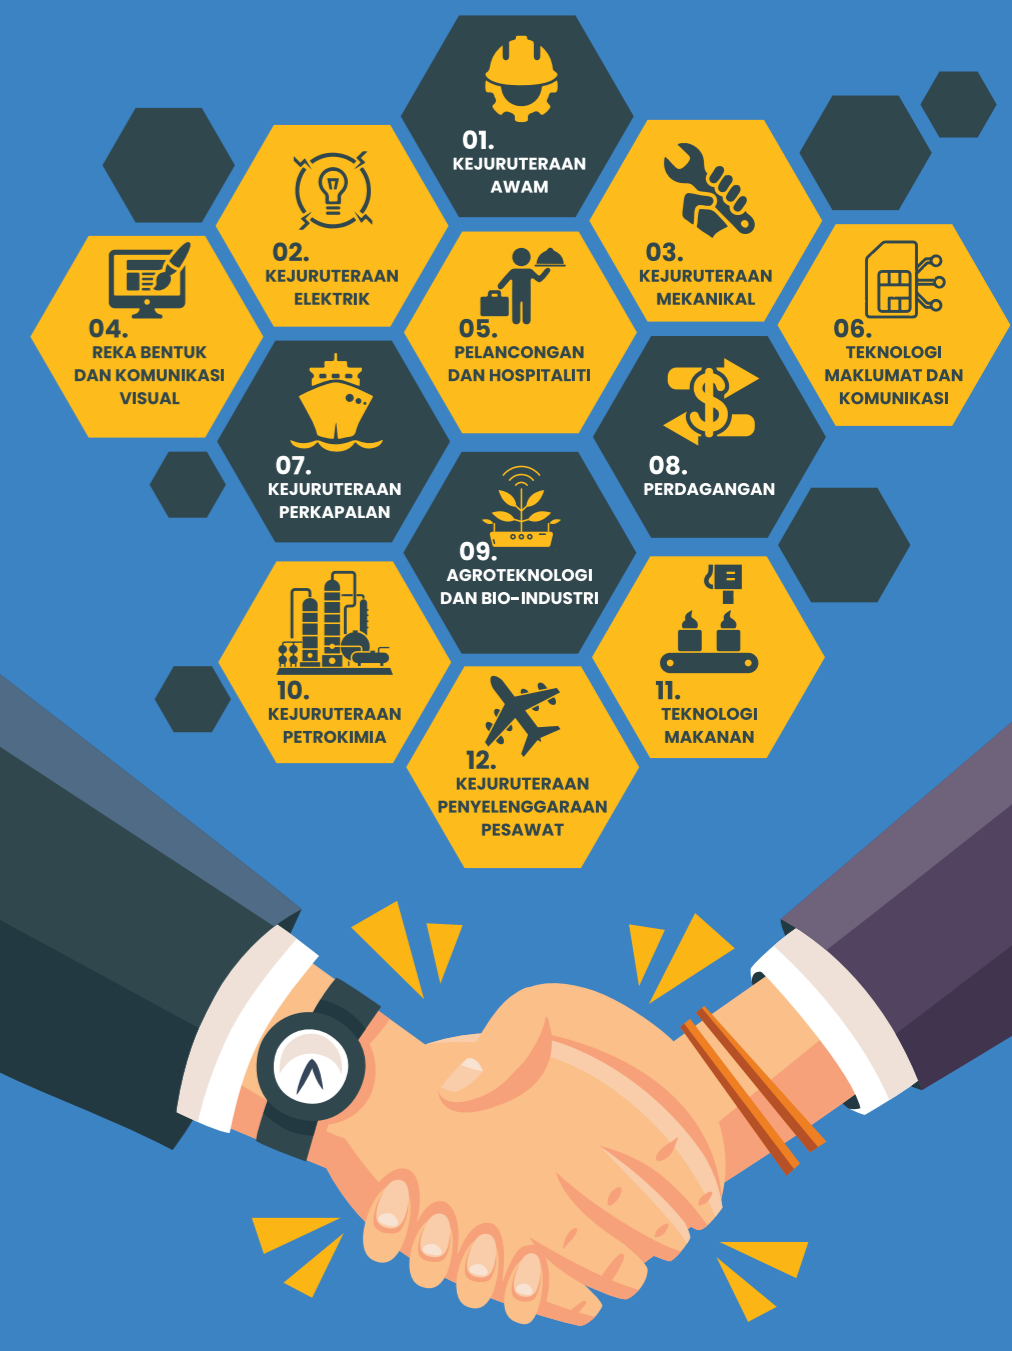 01.
KEJURUTERAAN
AWAM
02.
KEJURUTERAAN
ELEKTRIK
03.
KEJURUTERAAN
MEKANIKAL
04.
REKA BENTUK
DAN KOMUNIKASI
VISUAL
05.
PELANCONGAN
DAN HOSPITALITI
06.
TEKNOLOGI
MAKLUMAT DAN
KOMUNIKASI
07.
KEJURUTERAAN
PERKAPALAN
08.
PERDAGANGAN
09.
AGROTEKNOLOGI
DAN BIO-INDUSTRI
10.
KEJURUTERAAN
PETROKIMIA
11.
TEKNOLOGI
MAKANAN
12.
KEJURUTERAAN
PENYELENGGARAAN
PESAWAT